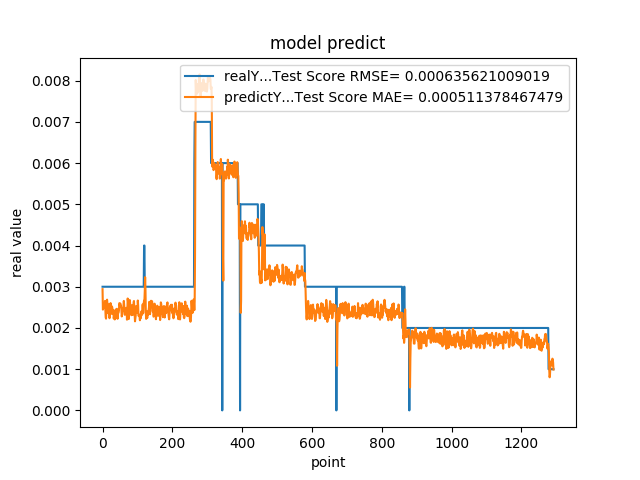 model predict
realY...Test Score RMSE= 0.000635621009019
predictY...Test Score MAE= 0.000511378467479
real value
0.008
0.007
0.006
0.005
0.004
0.003
0.002
0.001
0.000
0 200 400 600 800 1000 1200
point